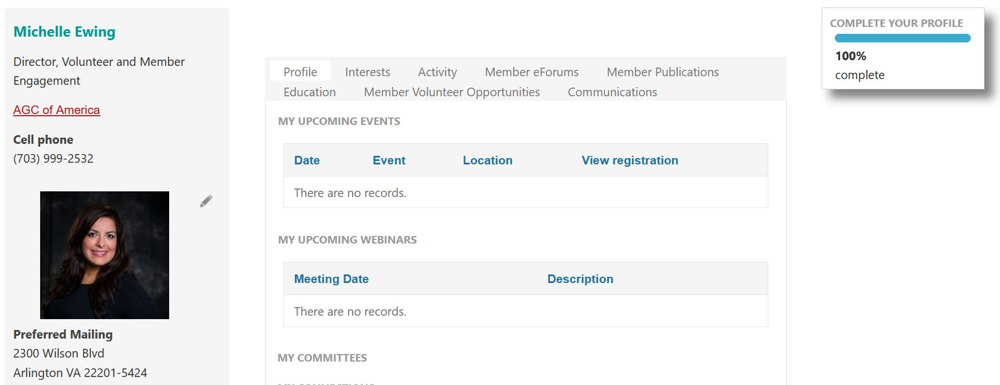 Michelle Ewing
Director, Volunteer and Member
Engagement
AGC of America
Cell phone
(703) 999-2532
Preferred Mailing
2300 Wilson Blvd
Arlington VA 22201-5424
Profile Interests Activity Member eForums Member Publications
Education Member Volunteer Opportunities Communications
MY UPCOMING EVENTS
Date Event Location View registration
There are no records.
MY UPCOMING WEBINARS
Meeting Date Description
There are no records.
MY COMMITTEES
COMPLETE YOUR PROFILE
100%
complete